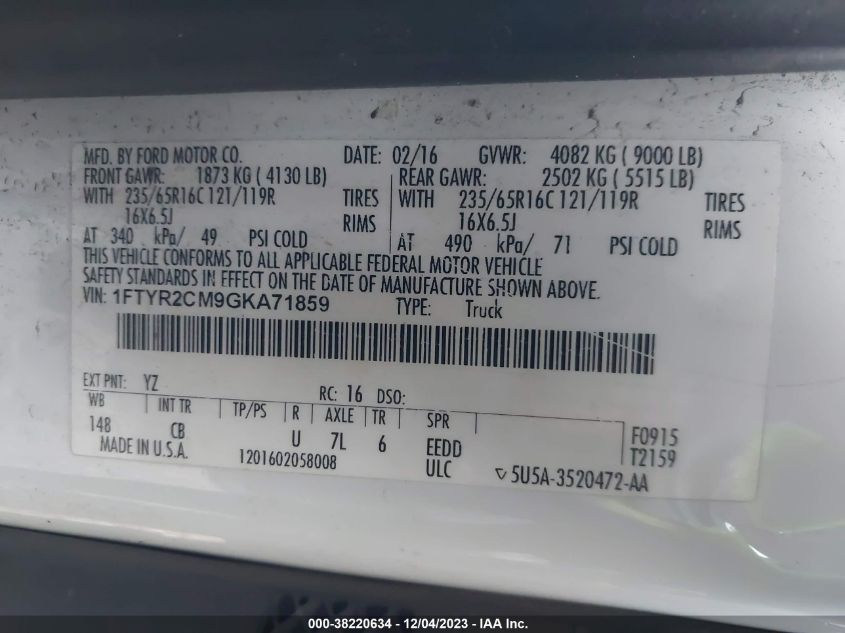 MFD. BY FORD MOTOR CO. DATE: 02/16 GVWR: 4082 KG ( 9000 LB)
FRONT GAWR: 1873 KG ( 4130 LB) REAR GAWR: 2502 KG ( 5515 LB)
WITH 235/65R16C 121/119R TIRES WITH 235/65R16C 121/119R TIRES
16X6.5J RIMS 16X6.5J RIMS
AT 340 kPa/ 49 PSI COLD AT 490 kPa/ 71 PSI COLD
THIS VEHICLE CONFORMS TO ALL APPLICABLE FEDERAL MOTOR VEHICLE
SAFETY STANDARDS IN EFFECT ON THE DATE OF MANUFACTURE SHOWN ABOVE.
VIN: 1FTYR2CM9GKA71859 TYPE: Truck
EXT PNT: YZ RC: 16 DSO:
WB INT TR TP/PS R AXLE TR SPR
148 CB U 7L 6 EEDD F0915
MADE IN U.S.A. 1201602058008 ULC 5U5A-3520472-AA T2159
000-38220634 - 12/04/2023 - IAA Inc.